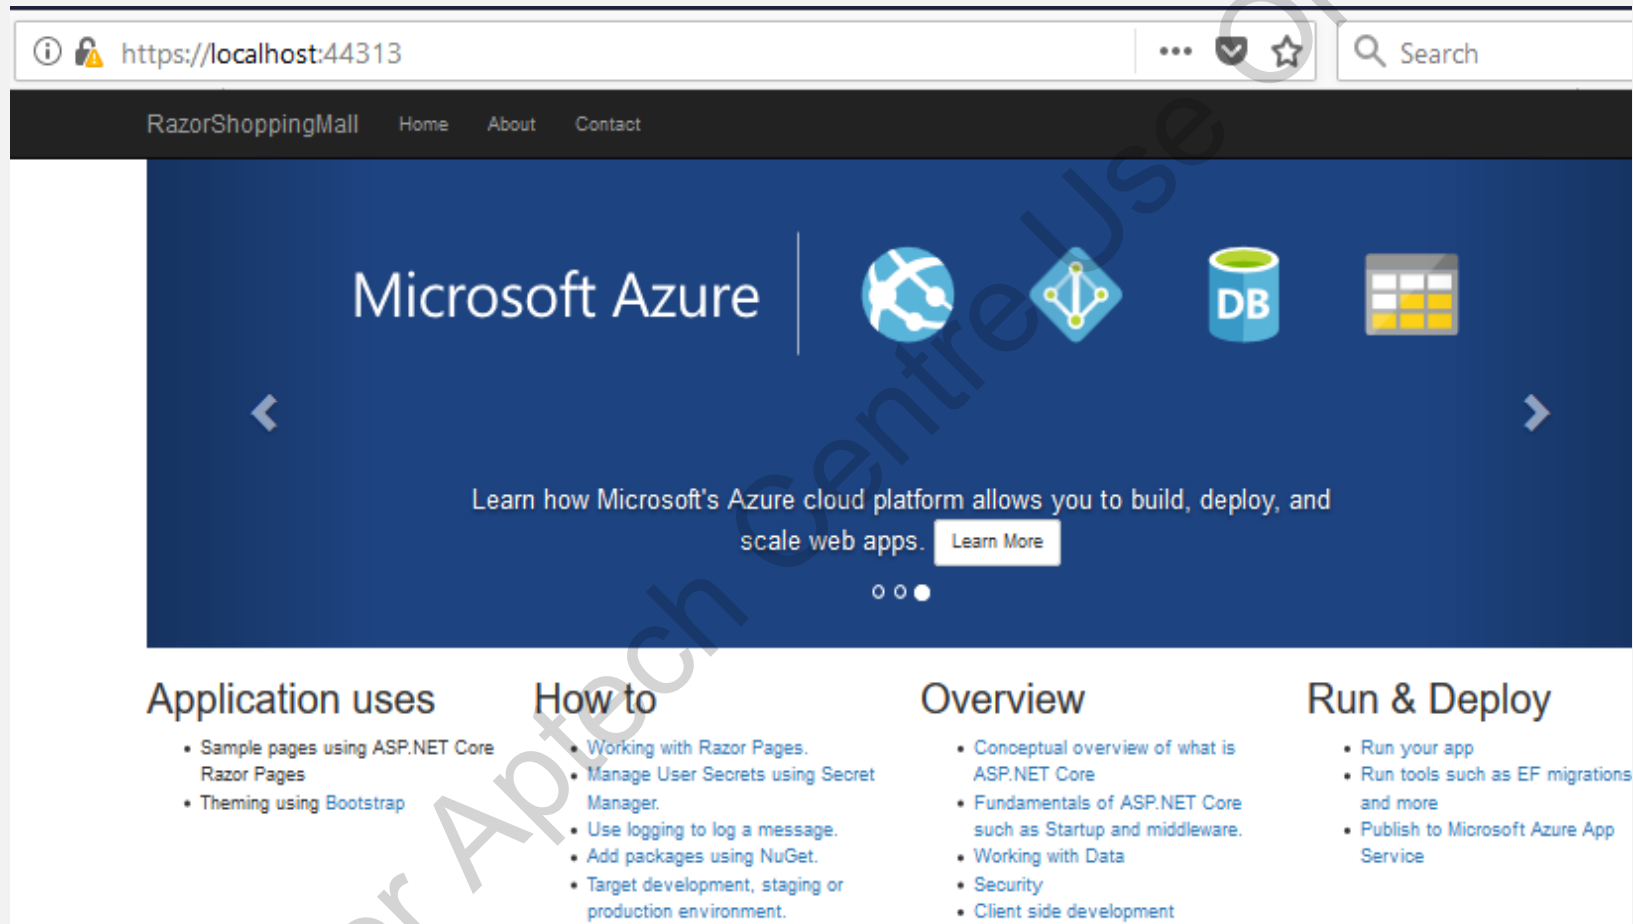 https://localhost:44313
Search
RazorShoppingMall Home About Contact
Microsoft Azure
DB
Learn how Microsoft's Azure cloud platform allows you to build, deploy, and
scale web apps. Learn More
Application uses
• Sample pages using ASP.NET Core
Razor Pages
• Theming using Bootstrap
How to
• Working with Razor Pages.
• Manage User Secrets using Secret
Manager.
• Use logging to log a message.
• Add packages using NuGet.
• Target development, staging or
production environment.
Overview
• Conceptual overview of what is
ASP.NET Core
• Fundamentals of ASP.NET Core
such as Startup and middleware.
• Working with Data
• Security
• Client side development
Run & Deploy
• Run your app
• Run tools such as EF migrations
and more
• Publish to Microsoft Azure App
Service
Aptech Centre Use